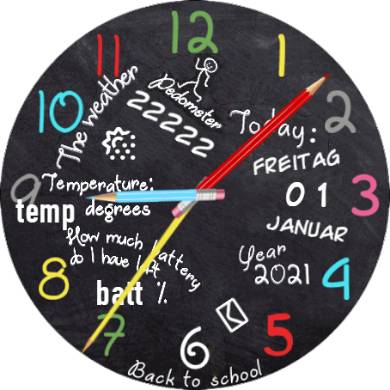 12
11
1
10
2
The weather
Pedometer
22222
Today:
FREITAG
01
JANUAR
9
3
Temperature:
temp degrees
How much battery
do I have left
batt %
Year
2021
8
4
7
5
6
Back to school